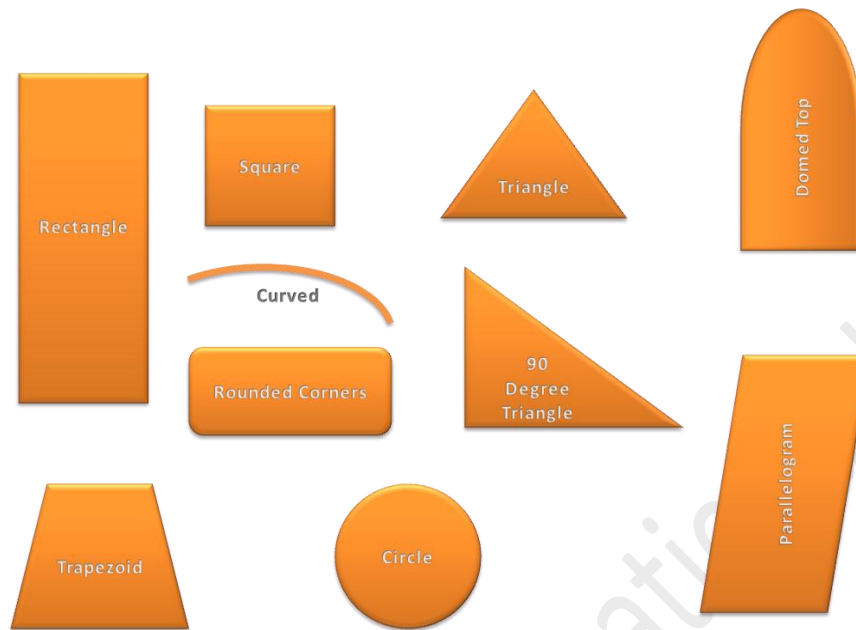 Domed Top
Square
Triangle
Rectangle
Curved
Rounded Corners
90
Degree
Triangle
Parallelogram
Trapezoid
Circle